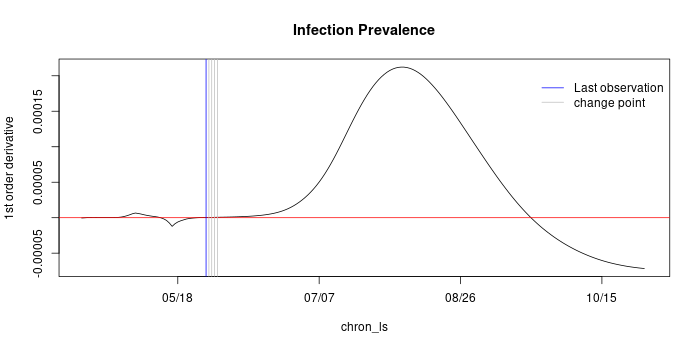 Infection Prevalence
1st order derivative
0.00015
0.00005
-0.00005
Last observation
change point
05/18
07/07
08/26
10/15
chron_ls